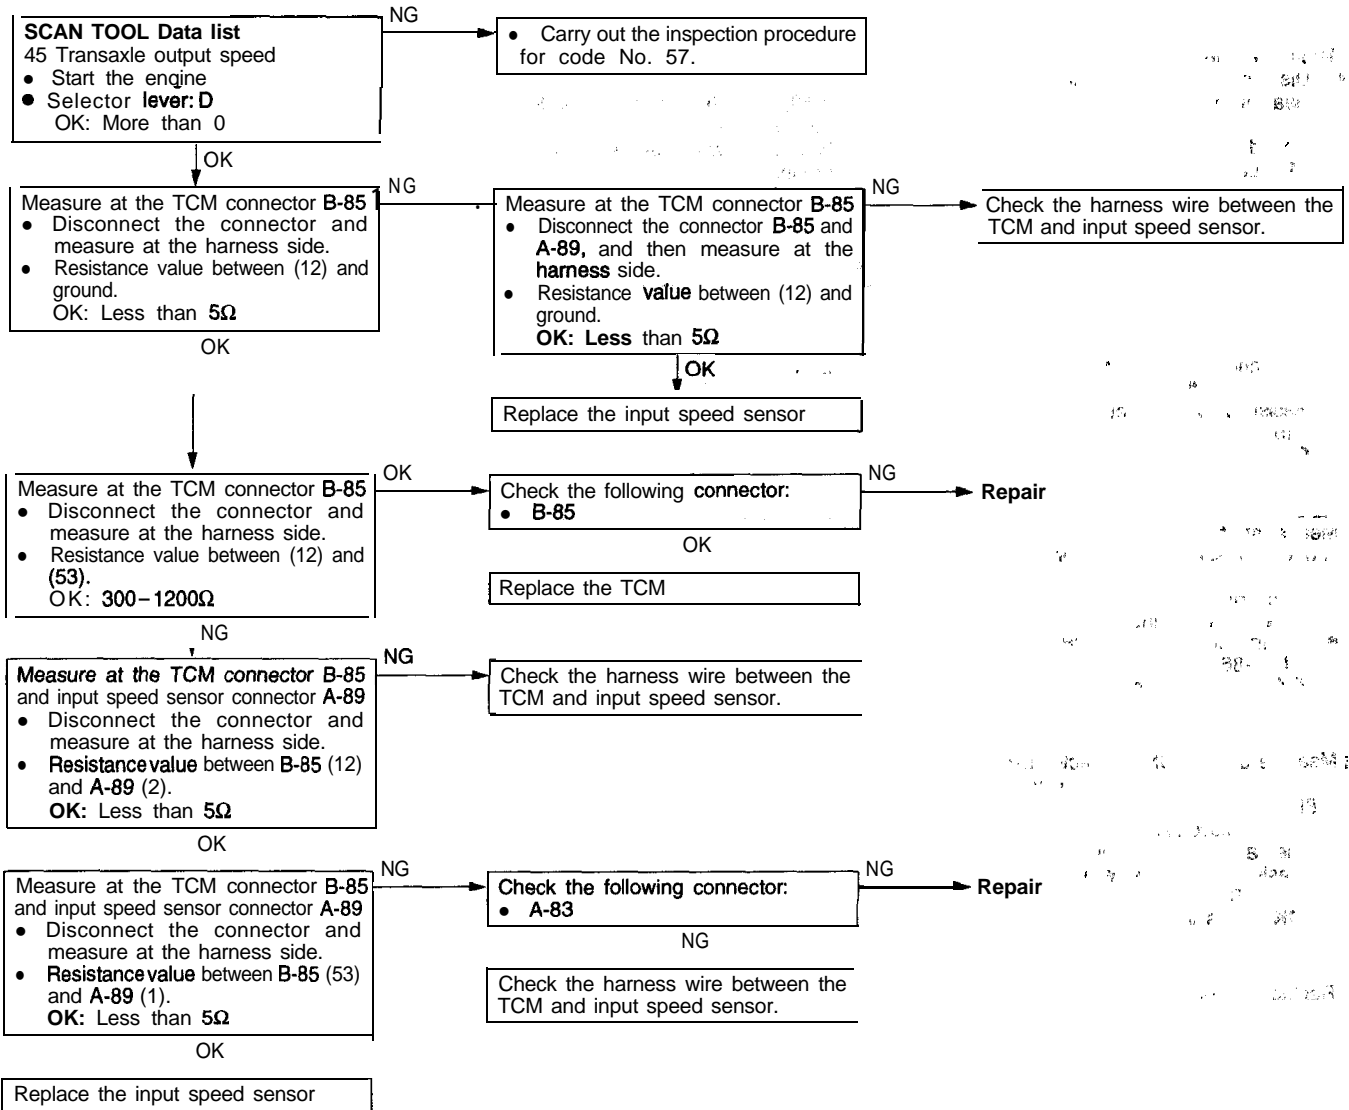 SCAN TOOL Data list
45 Transaxle output speed
● Start the engine
● Selector lever: D
OK: More than 0
NG
● Carry out the inspection procedure
for code No. 57.
OK
Measure at the TCM connector B-85
● Disconnect the connector and
measure at the harness side.
● Resistance value between (12) and
ground.
OK: Less than 5Ω
NG
Measure at the TCM connector B-85
● Disconnect the connector B-85 and
A-89, and then measure at the
harness side.
● Resistance value between (12) and
ground.
OK: Less than 5Ω
NG
Check the harness wire between the
TCM and input speed sensor.
OK
OK
Replace the input speed sensor
Measure at the TCM connector B-85
● Disconnect the connector and
measure at the harness side.
● Resistance value between (12) and
(53).
OK: 300–1200Ω
OK
Check the following connector:
● B-85
NG
Repair
OK
Replace the TCM
NG
Measure at the TCM connector B-85
and input speed sensor connector A-89
● Disconnect the connector and
measure at the harness side.
● Resistance value between B-85 (12)
and A-89 (2).
OK: Less than 5Ω
NG
Check the harness wire between the
TCM and input speed sensor.
OK
Measure at the TCM connector B-85
and input speed sensor connector A-89
● Disconnect the connector and
measure at the harness side.
● Resistance value between B-85 (53)
and A-89 (1).
OK: Less than 5Ω
NG
Check the following connector:
● A-83
NG
Repair
NG
Check the harness wire between the
TCM and input speed sensor.
OK
Replace the input speed sensor